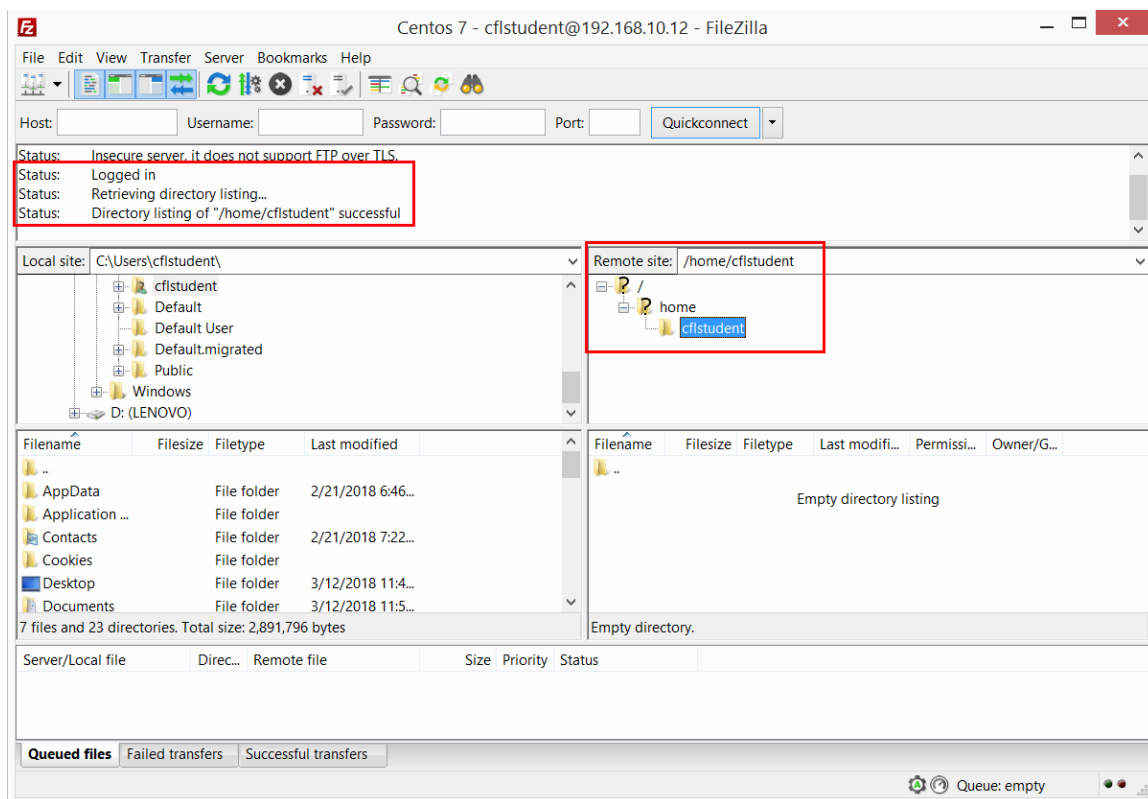 Centos 7 - cflstudent@192.168.10.12 - FileZilla
File Edit View Transfer Server Bookmarks Help
Host: Username: Password: Port: Quickconnect
Status: Insecure server, it does not support FTP over TLS.
Status: Logged in
Status: Retrieving directory listing...
Status: Directory listing of "/home/cflstudent" successful
Local site: C:\Users\cflstudent\
cflstudent
Default
Default User
Default.migrated
Public
Windows
D: (LENOVO)
Remote site: /home/cflstudent
/
home
cflstudent
Filename Filesize Filetype Last modified
..
AppData File folder 2/21/2018 6:46...
Application ... File folder
Contacts File folder 2/21/2018 7:22...
Cookies File folder
Desktop File folder 3/12/2018 11:4...
Documents File folder 3/12/2018 11:5...
7 files and 23 directories. Total size: 2,891,796 bytes
Filename Filesize Filetype Last modifi... Permissi... Owner/G...
..
Empty directory listing
Empty directory.
Server/Local file Direc... Remote file Size Priority Status
Queued files Failed transfers Successful transfers
Queue: empty